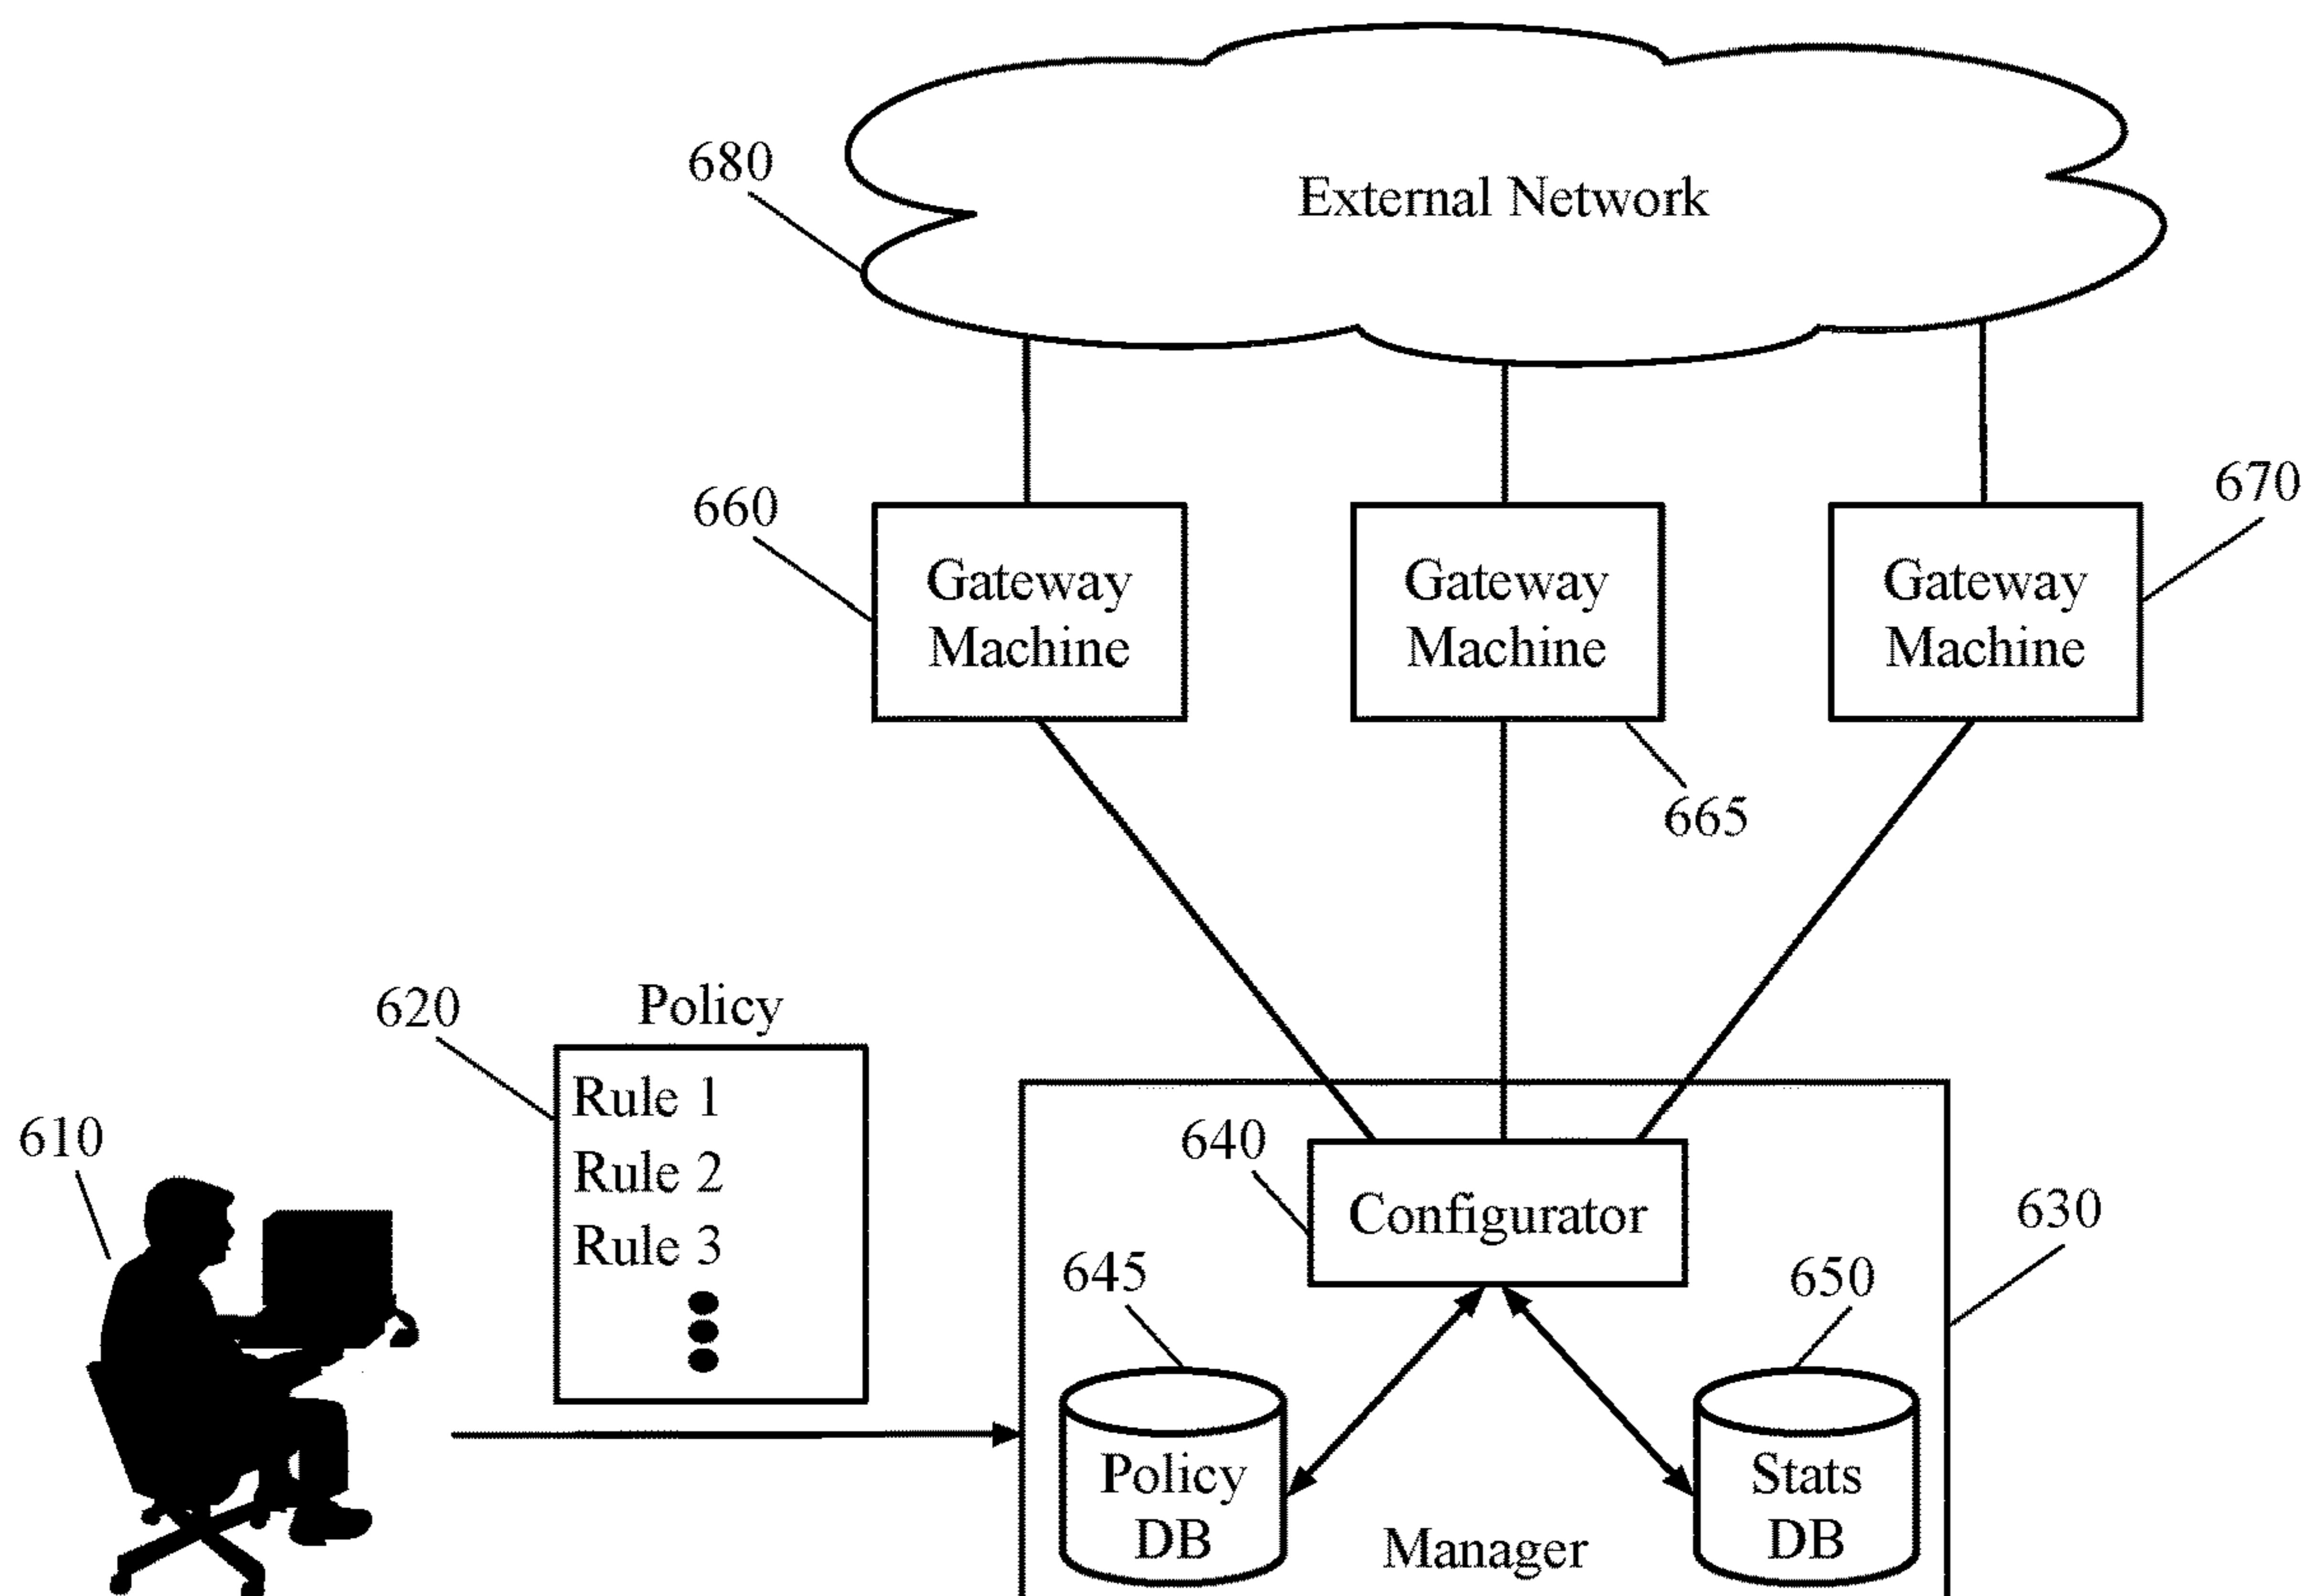 680
External Network
660
670
Gateway
Machine
Gateway
Machine
Gateway
Machine
665
620
Policy
Rule 1
Rule 2
Rule 3
610
640
Configurator
630
645
650
Policy
DB
Stats
DB
Manager